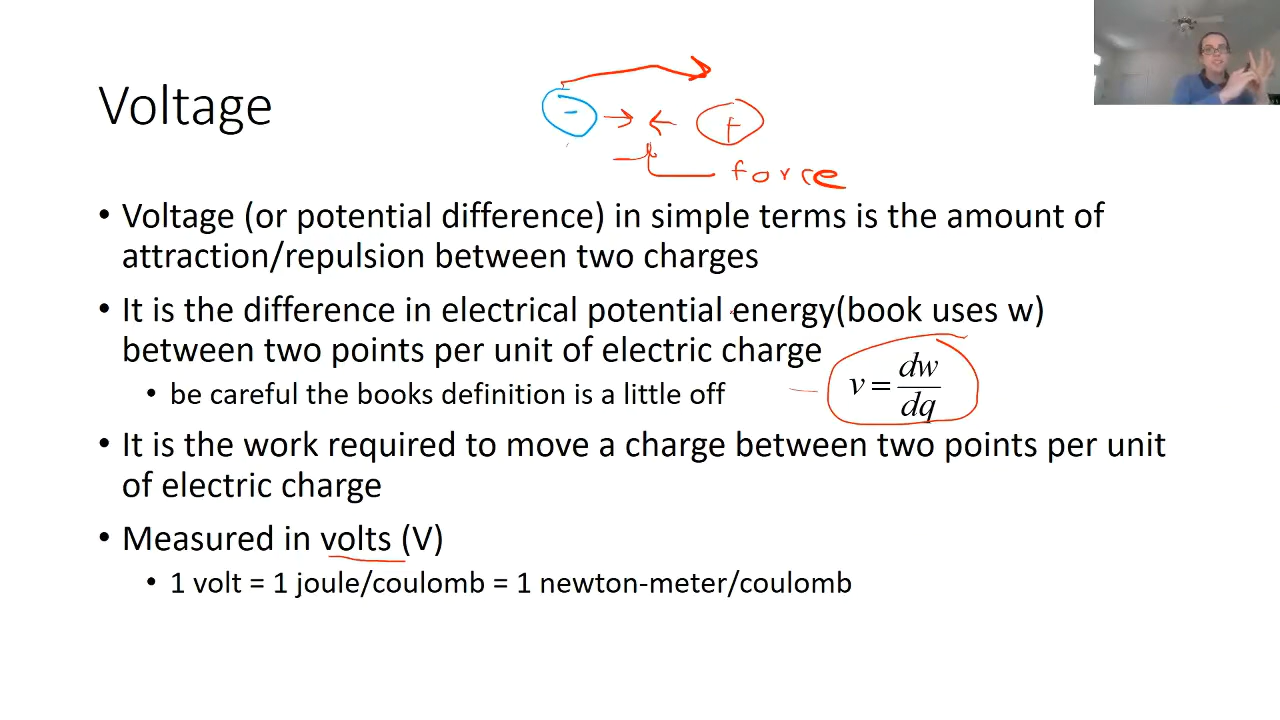 Voltage
- +
force
• Voltage (or potential difference) in simple terms is the amount of
attraction/repulsion between two charges
• It is the difference in electrical potential energy(book uses w)
between two points per unit of electric charge
• be careful the books definition is a little off
v = dw/dq
• It is the work required to move a charge between two points per unit
of electric charge
• Measured in volts (V)
• 1 volt = 1 joule/coulomb = 1 newton-meter/coulomb